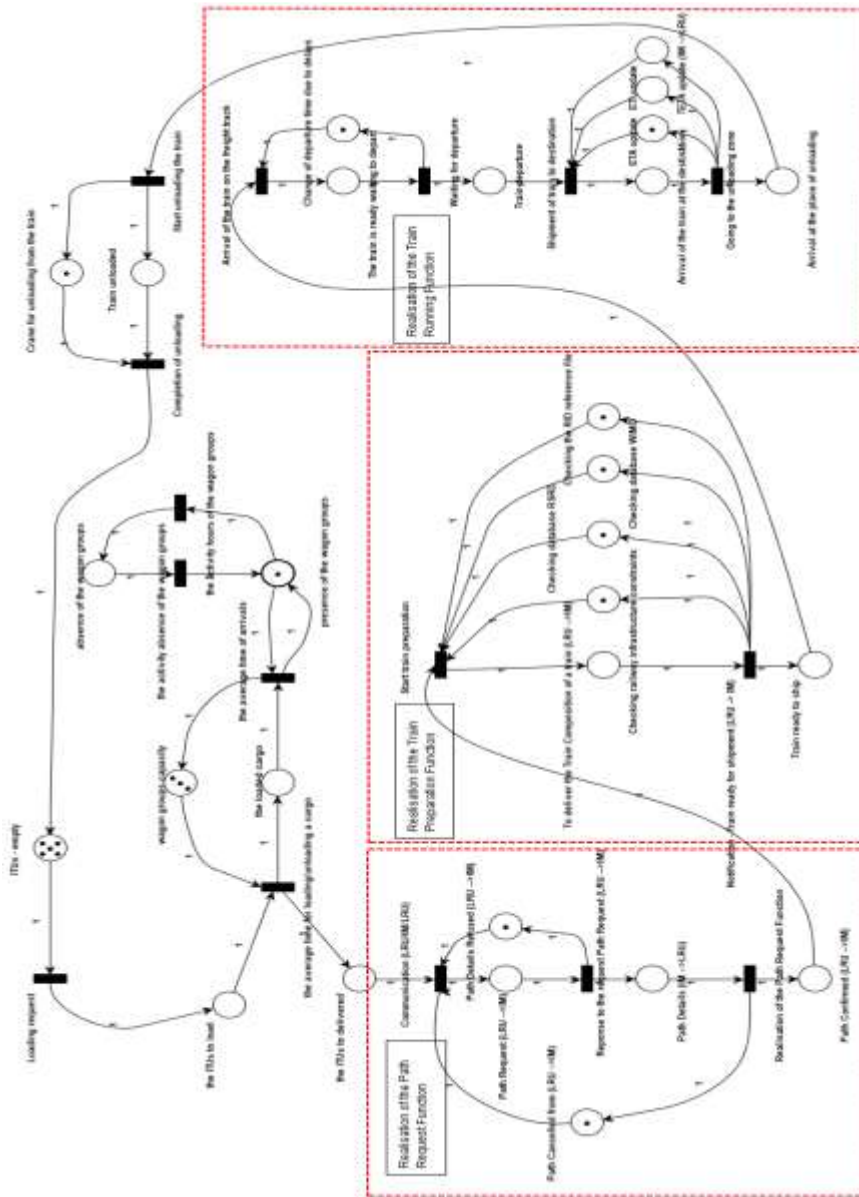 ITUs - empty
Loading request
the ITUs to load
wagon groups capacity
the loaded cargo
the average time for loading/unloading a cargo
the average time of arrivals
absence of the wagon groups
the activity absence of the wagon groups
the activity hours of the wagon groups
presence of the wagon groups
Crane for unloading from the train
Train unloaded
Start unloading the train
Completion of unloading
the ITUs to delivered
Realisation of the Path
Request Function
Communication (LRU/IM/LRU)
Path Details Refused (LRU -->IM)
Path Request (LRU -->IM)
Reponse to the request Path Request (LRU -->IM)
Path Details (IM -->LRU)
Path Cancelled from (LRU -->IM)
Realisation of the Path Request Function
Path Confirmed (LRU -->IM)
Realisation of the Train
Preparation Function
Start train preparation
To deliver the Train Composition of a train (LRU -->IM)
Checking railway infrastructure constraints
Checking database RSRD
Checking database WIMO
Checking the RID reference file
Notification - Train ready for shipment (LRU -> IM)
Train ready to ship
Realisation of the Train
Running Function
Arrival of the train on the freight track
Change of departure time due to delays
The train is ready waiting to depart
Waiting for departure
Train departure
Shipment of train to destination
ETI update
ETA update
update (IM -->LRU)
Arrival of the train at the destination
Going to the unloading zone
Arrival at the place of unloading